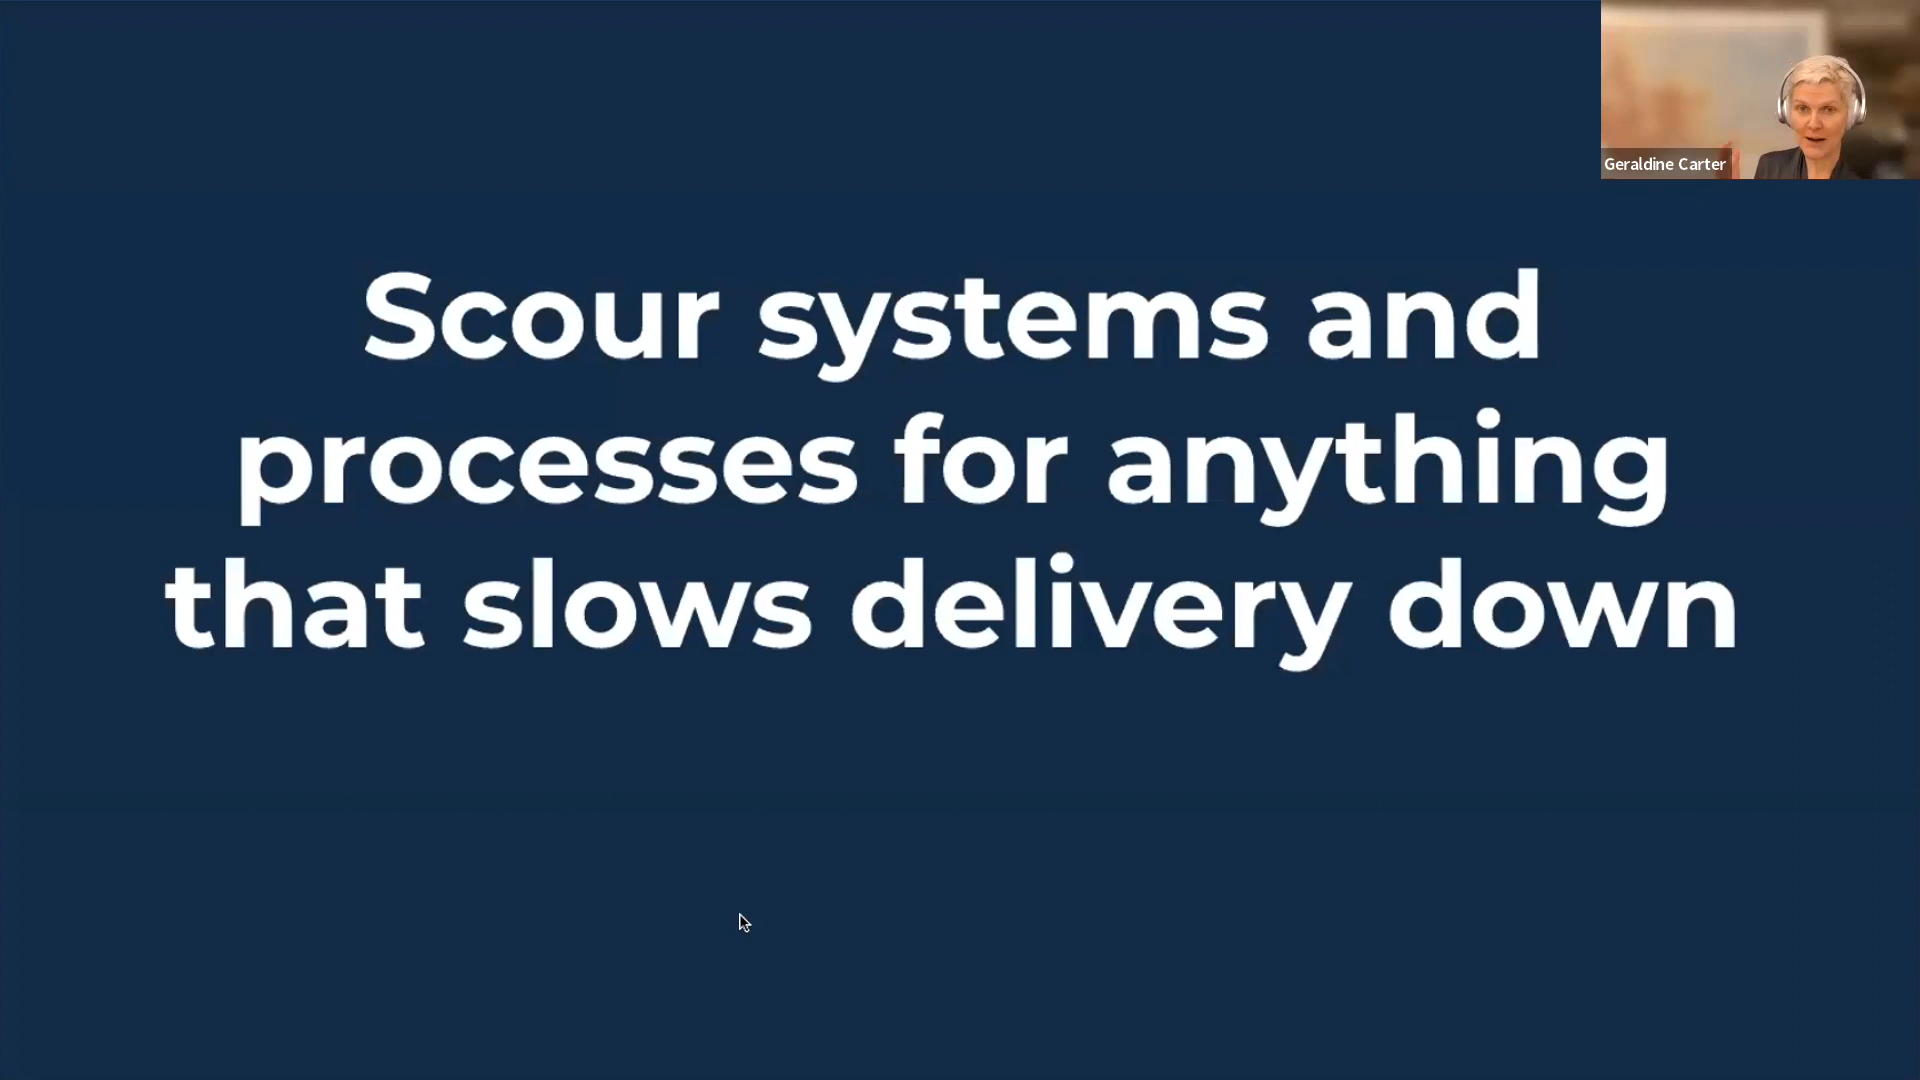 Geraldine Carter
Scour systems and
processes for anything
that slows delivery down